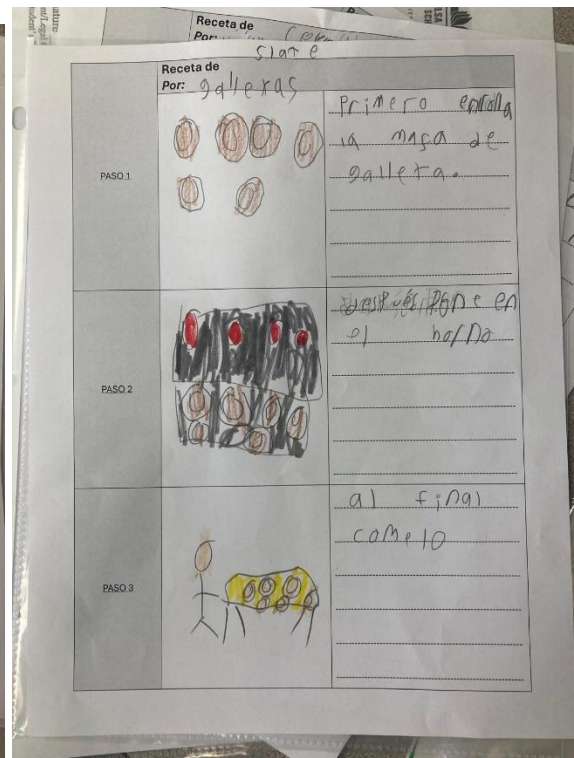 Receta de
Por:
Slate
Receta de
Por: galletas
PASO 1
Primero enrolla
la masa de
galleta.
PASO 2
después pone en
el horno
PASO 3
al final
comelo